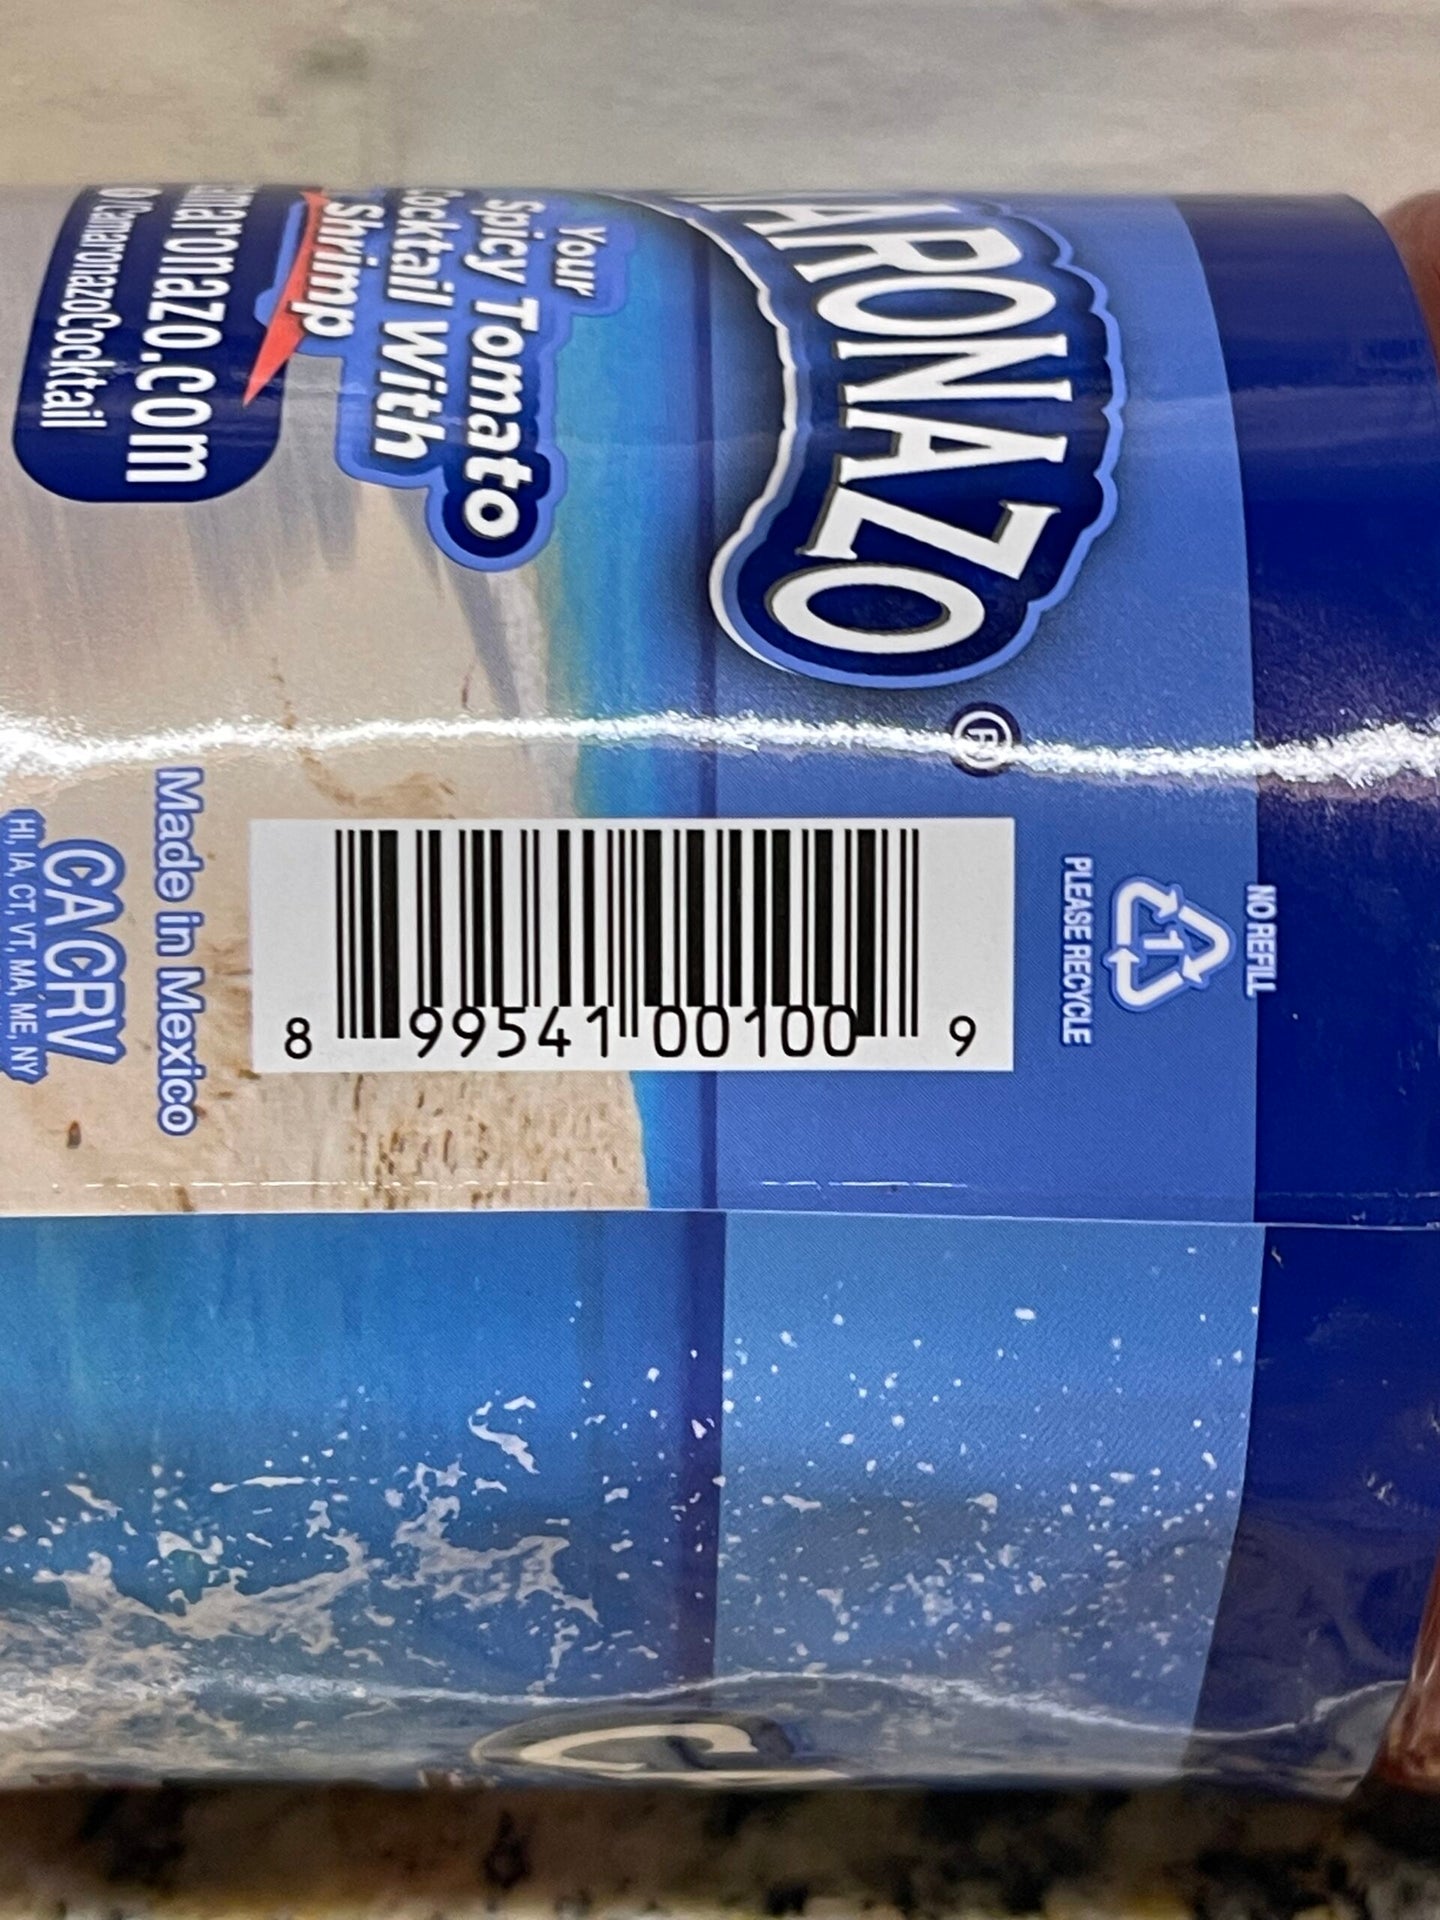 ARONAZO®
Your
Spicy Tomato
Cocktail With
Shrimp
maronazo.com
@/CamaronazoCocktail
NO REFILL
1
PLEASE RECYCLE
8 99541 00100 9
Made in Mexico
CA CRV
HI, IA, CT, VT, MA, ME, NY
C